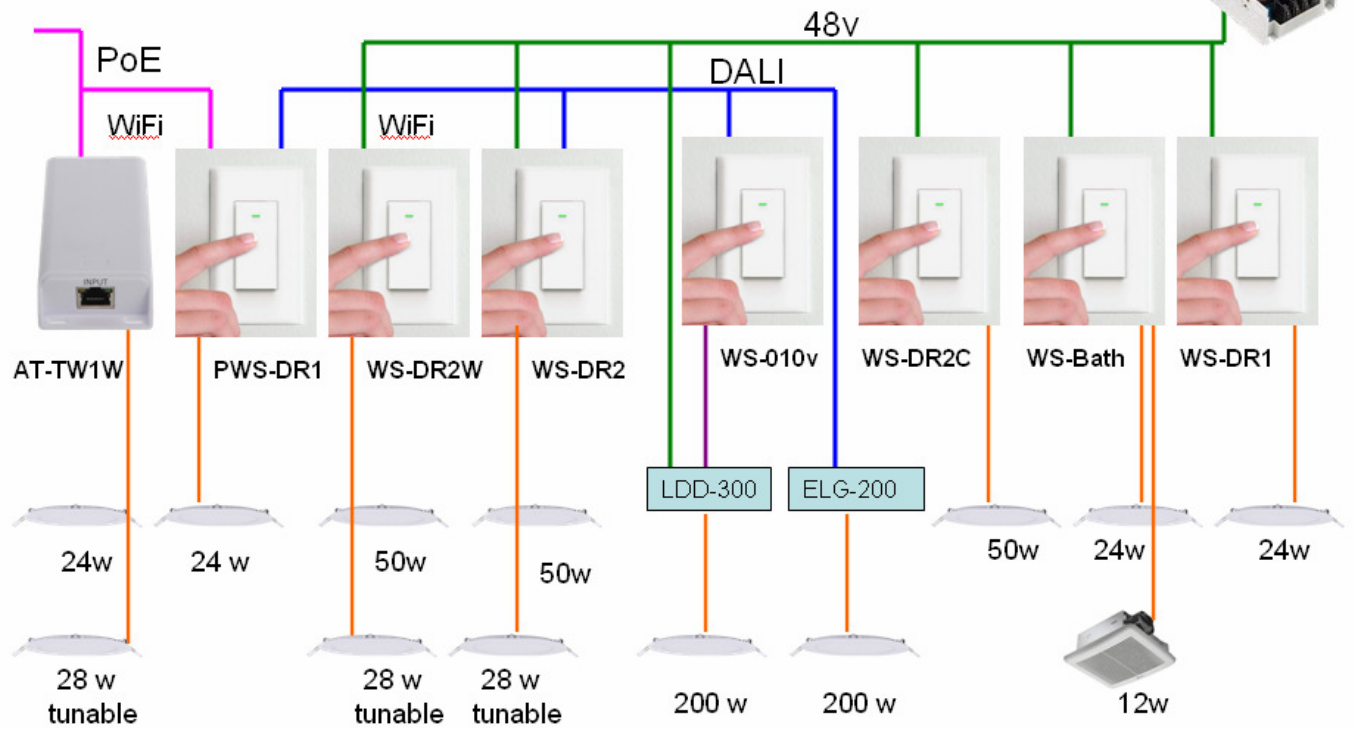 48v
PoE
DALI
WiFi
WiFi
INPUT
AT-TW1W
PWS-DR1
WS-DR2W
WS-DR2
WS-010v
WS-DR2C
WS-Bath
WS-DR1
LDD-300
ELG-200
24w
24 w
50w
50w
50w
24w
24w
28 w
tunable
28 w
tunable
28 w
tunable
200 w
200 w
12w